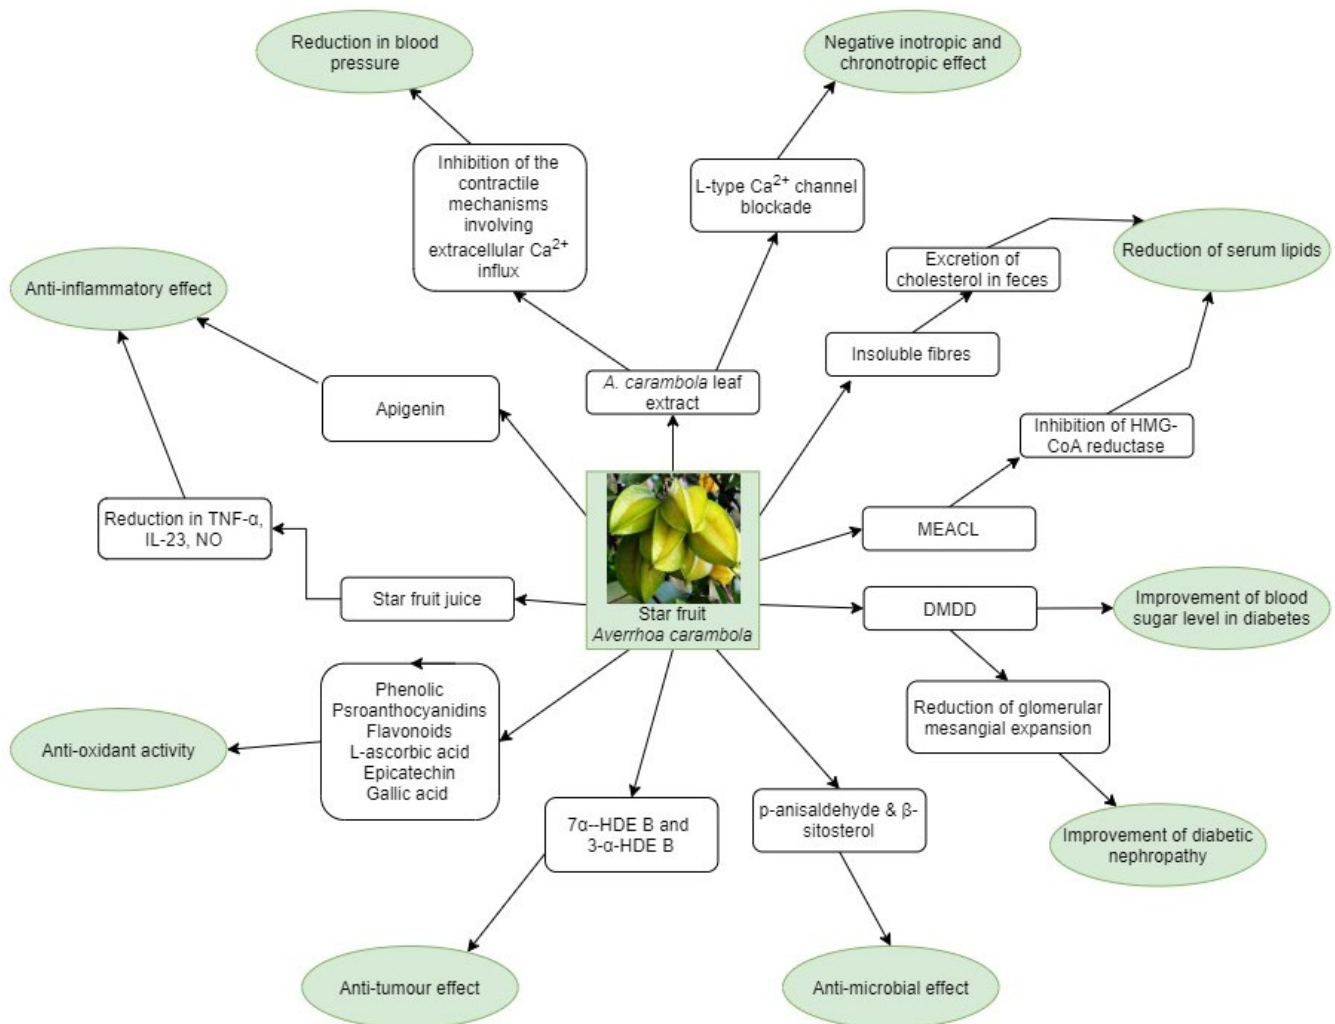 Reduction in blood
pressure
Negative inotropic and
chronotropic effect
Inhibition of the
contractile
mechanisms
involving
extracellular Ca²⁺
influx
L-type Ca²⁺ channel
blockade
Excretion of
cholesterol in feces
Reduction of serum lipids
Anti-inflammatory effect
Insoluble fibres
Apigenin
A. carambola leaf
extract
Inhibition of HMG-
CoA reductase
Reduction in TNF-α,
IL-23, NO
MEACL
Star fruit juice
Star fruit
Averrhoa carambola
DMDD
Improvement of blood
sugar level in diabetes
Reduction of glomerular
mesangial expansion
Phenolic
Psroanthocyanidins
Flavonoids
L-ascorbic acid
Epicatechin
Gallic acid
Anti-oxidant activity
7α--HDE B and
3-α-HDE B
p-anisaldehyde & β-
sitosterol
Improvement of diabetic
nephropathy
Anti-tumour effect
Anti-microbial effect